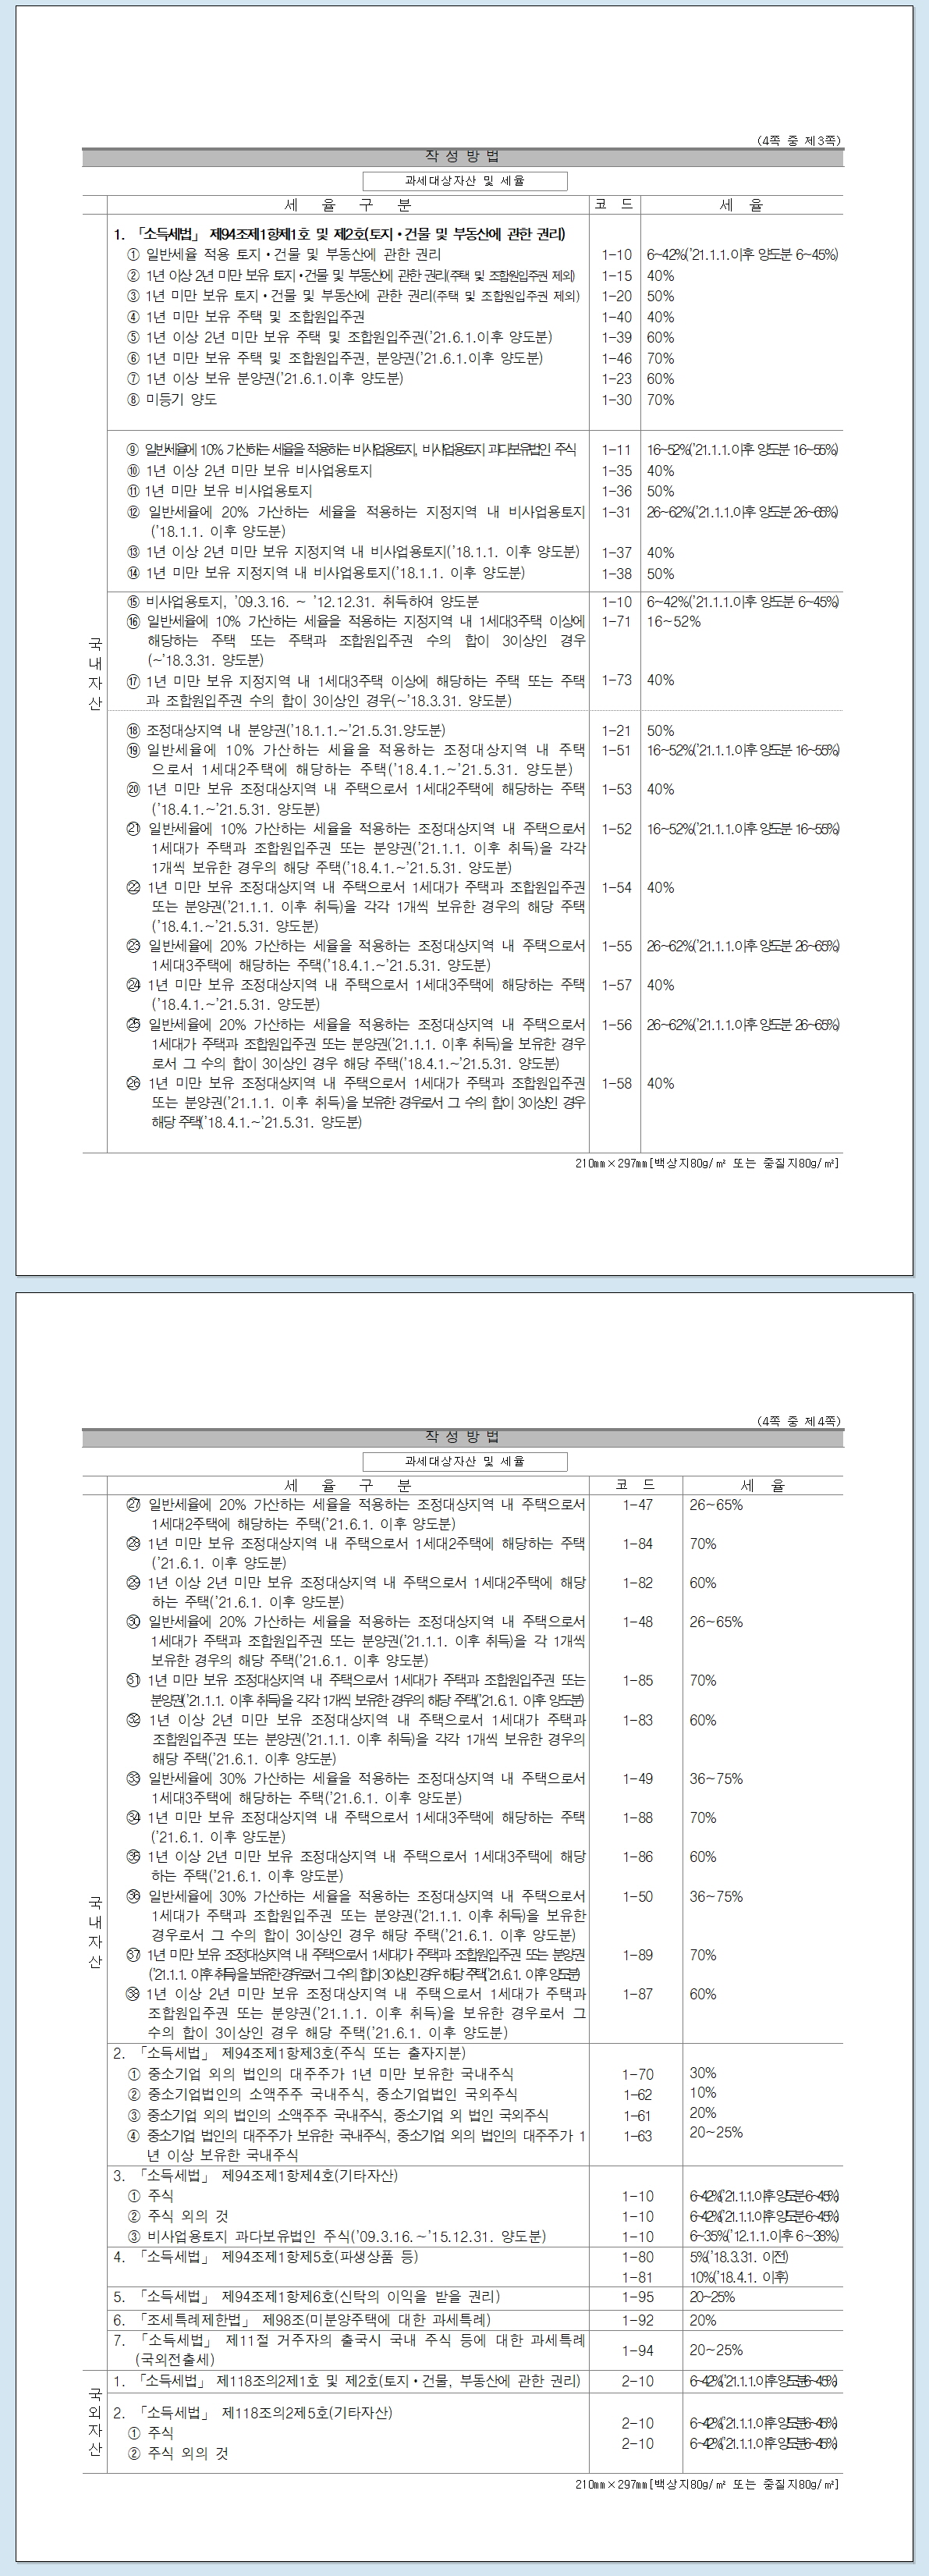 (4쪽 중 제3쪽)
작 성 방 법
과세대상자산 및 세율
세 율 구 분 코 드 세 율
국내자산
1. 「소득세법」 제94조제1항제1호 및 제2호(토지·건물 및 부동산에 관한 권리)
① 일반세율 적용 토지·건물 및 부동산에 관한 권리 1-10 6~42%('21.1.1.이후 양도분 6~45%)
② 1년 이상 2년 미만 보유 토지·건물 및 부동산에 관한 권리(주택 및 조합원입주권 제외) 1-15 40%
③ 1년 미만 보유 토지·건물 및 부동산에 관한 권리(주택 및 조합원입주권 제외) 1-20 50%
④ 1년 미만 보유 주택 및 조합원입주권 1-40 40%
⑤ 1년 이상 2년 미만 보유 주택 및 조합원입주권('21.6.1.이후 양도분) 1-39 60%
⑥ 1년 미만 보유 주택 및 조합원입주권, 분양권('21.6.1.이후 양도분) 1-46 70%
⑦ 1년 이상 보유 분양권('21.6.1.이후 양도분) 1-23 60%
⑧ 미등기 양도 1-30 70%
⑨ 일반세율에 10% 가산하는 세율을 적용하는 비사업용토지, 비사업용토지 과다보유법인 주식 1-11 16~52%('21.1.1.이후 양도분 16~55%)
⑩ 1년 이상 2년 미만 보유 비사업용토지 1-35 40%
⑪ 1년 미만 보유 비사업용토지 1-36 50%
⑫ 일반세율에 20% 가산하는 세율을 적용하는 지정지역 내 비사업용토지 1-31 26~62%('21.1.1.이후 양도분 26~65%)
('18.1.1. 이후 양도분)
⑬ 1년 이상 2년 미만 보유 지정지역 내 비사업용토지('18.1.1. 이후 양도분) 1-37 40%
⑭ 1년 미만 보유 지정지역 내 비사업용토지('18.1.1. 이후 양도분) 1-38 50%
⑮ 비사업용토지, '09.3.16. ~ '12.12.31. 취득하여 양도분 1-10 6~42%('21.1.1.이후 양도분 6~45%)
⑯ 일반세율에 10% 가산하는 세율을 적용하는 지정지역 내 1세대3주택 이상에 1-71 16~52%
해당하는 주택 또는 주택과 조합원입주권 수의 합이 3이상인 경우
(~'18.3.31. 양도분)
⑰ 1년 미만 보유 지정지역 내 1세대3주택 이상에 해당하는 주택 또는 주택 1-73 40%
과 조합원입주권 수의 합이 3이상인 경우(~'18.3.31. 양도분)
⑱ 조정대상지역 내 분양권('18.1.1.~'21.5.31.양도분) 1-21 50%
⑲ 일반세율에 10% 가산하는 세율을 적용하는 조정대상지역 내 주택 1-51 16~52%('21.1.1.이후 양도분 16~55%)
으로서 1세대2주택에 해당하는 주택('18.4.1.~'21.5.31. 양도분)
⑳ 1년 미만 보유 조정대상지역 내 주택으로서 1세대2주택에 해당하는 주택 1-53 40%
('18.4.1.~'21.5.31. 양도분)
㉑ 일반세율에 10% 가산하는 세율을 적용하는 조정대상지역 내 주택으로서 1-52 16~52%('21.1.1.이후 양도분 16~55%)
1세대가 주택과 조합원입주권 또는 분양권('21.1.1. 이후 취득)을 각각
1개씩 보유한 경우의 해당 주택('18.4.1.~'21.5.31. 양도분)
㉒ 1년 미만 보유 조정대상지역 내 주택으로서 1세대가 주택과 조합원입주권 1-54 40%
또는 분양권('21.1.1. 이후 취득)을 각각 1개씩 보유한 경우의 해당 주택
('18.4.1.~'21.5.31. 양도분)
㉓ 일반세율에 20% 가산하는 세율을 적용하는 조정대상지역 내 주택으로서 1-55 26~62%('21.1.1.이후 양도분 26~65%)
1세대3주택에 해당하는 주택('18.4.1.~'21.5.31. 양도분)
㉔ 1년 미만 보유 조정대상지역 내 주택으로서 1세대3주택에 해당하는 주택 1-57 40%
('18.4.1.~'21.5.31. 양도분)
㉕ 일반세율에 20% 가산하는 세율을 적용하는 조정대상지역 내 주택으로서 1-56 26~62%('21.1.1.이후 양도분 26~65%)
1세대가 주택과 조합원입주권 또는 분양권('21.1.1. 이후 취득)을 보유한 경우
로서 그 수의 합이 3이상인 경우 해당 주택('18.4.1.~'21.5.31. 양도분)
㉖ 1년 미만 보유 조정대상지역 내 주택으로서 1세대가 주택과 조합원입주권 1-58 40%
또는 분양권('21.1.1. 이후 취득)을 보유한 경우로서 그 수의 합이 3이상인 경우
해당 주택('18.4.1.~'21.5.31. 양도분)
210㎜×297㎜[백상지80g/㎡ 또는 중질지80g/㎡]
(4쪽 중 제4쪽)
작 성 방 법
과세대상자산 및 세율
세 율 구 분 코 드 세 율
국내자산
㉗ 일반세율에 20% 가산하는 세율을 적용하는 조정대상지역 내 주택으로서 1-47 26~65%
1세대2주택에 해당하는 주택('21.6.1. 이후 양도분)
㉘ 1년 미만 보유 조정대상지역 내 주택으로서 1세대2주택에 해당하는 주택 1-84 70%
('21.6.1. 이후 양도분)
㉙ 1년 이상 2년 미만 보유 조정대상지역 내 주택으로서 1세대2주택에 해당 1-82 60%
하는 주택('21.6.1. 이후 양도분)
㉚ 일반세율에 20% 가산하는 세율을 적용하는 조정대상지역 내 주택으로서 1-48 26~65%
1세대가 주택과 조합원입주권 또는 분양권('21.1.1. 이후 취득)을 각 1개씩
보유한 경우의 해당 주택('21.6.1. 이후 양도분)
㉛ 1년 미만 보유 조정대상지역 내 주택으로서 1세대가 주택과 조합원입주권 또는 1-85 70%
분양권('21.1.1. 이후 취득)을 각각 1개씩 보유한 경우의 해당 주택('21.6.1. 이후 양도분)
㉜ 1년 이상 2년 미만 보유 조정대상지역 내 주택으로서 1세대가 주택과 1-83 60%
조합원입주권 또는 분양권('21.1.1. 이후 취득)을 각각 1개씩 보유한 경우의
해당 주택('21.6.1. 이후 양도분)
㉝ 일반세율에 30% 가산하는 세율을 적용하는 조정대상지역 내 주택으로서 1-49 36~75%
1세대3주택에 해당하는 주택('21.6.1. 이후 양도분)
㉞ 1년 미만 보유 조정대상지역 내 주택으로서 1세대3주택에 해당하는 주택 1-88 70%
('21.6.1. 이후 양도분)
㉟ 1년 이상 2년 미만 보유 조정대상지역 내 주택으로서 1세대3주택에 해당 1-86 60%
하는 주택('21.6.1. 이후 양도분)
㊱ 일반세율에 30% 가산하는 세율을 적용하는 조정대상지역 내 주택으로서 1-50 36~75%
1세대가 주택과 조합원입주권 또는 분양권('21.1.1. 이후 취득)을 보유한
경우로서 그 수의 합이 3이상인 경우 해당 주택('21.6.1. 이후 양도분)
㊲ 1년 미만 보유 조정대상지역 내 주택으로서 1세대가 주택과 조합원입주권 또는 분양권 1-89 70%
('21.1.1. 이후 취득)을 보유한 경우로서 그 수의 합이 3이상인 경우 해당 주택('21.6.1. 이후 양도분)
㊳ 1년 이상 2년 미만 보유 조정대상지역 내 주택으로서 1세대가 주택과 1-87 60%
조합원입주권 또는 분양권('21.1.1. 이후 취득)을 보유한 경우로서 그
수의 합이 3이상인 경우 해당 주택('21.6.1. 이후 양도분)
2. 「소득세법」 제94조제1항제3호(주식 또는 출자지분)
① 중소기업 외의 법인의 대주주가 1년 미만 보유한 국내주식 1-70 30%
② 중소기업법인의 소액주주 국내주식, 중소기업법인 국외주식 1-62 10%
③ 중소기업 외의 법인의 소액주주 국내주식, 중소기업 외 법인 국외주식 1-61 20%
④ 중소기업 법인의 대주주가 보유한 국내주식, 중소기업 외의 법인의 대주주가 1 1-63 20~25%
년 이상 보유한 국내주식
3. 「소득세법」 제94조제1항제4호(기타자산)
① 주식 1-10 6~42%('21.1.1.이후 양도분 6~45%)
② 주식 외의 것 1-10 6~42%('21.1.1.이후 양도분 6~45%)
③ 비사업용토지 과다보유법인 주식('09.3.16.~'15.12.31. 양도분) 1-10 6~35%('12.1.1.이후 6~38%)
4. 「소득세법」 제94조제1항제5호(파생상품 등) 1-80 5%('18.3.31. 이전)
1-81 10%('18.4.1. 이후)
5. 「소득세법」 제94조제1항제6호(신탁의 이익을 받을 권리) 1-95 20~25%
6. 「조세특례제한법」 제98조(미분양주택에 대한 과세특례) 1-92 20%
7. 「소득세법」 제11절 거주자의 출국시 국내 주식 등에 대한 과세특례 1-94 20~25%
(국외전출세)
국외자산
1. 「소득세법」 제118조의2제1호 및 제2호(토지·건물, 부동산에 관한 권리) 2-10 6~42%('21.1.1.이후 양도분 6~45%)
2. 「소득세법」 제118조의2제5호(기타자산)
① 주식 2-10 6~42%('21.1.1.이후 양도분 6~45%)
② 주식 외의 것 2-10 6~42%('21.1.1.이후 양도분 6~45%)
210㎜×297㎜[백상지80g/㎡ 또는 중질지80g/㎡]